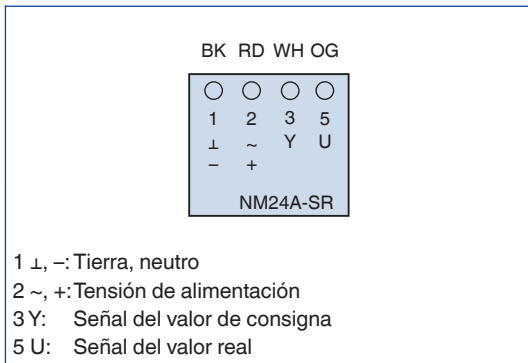 BK RD WH OG
1 2 3 5
⊥ ~ Y U
– +
NM24A-SR
1 ⊥, –: Tierra, neutro
2 ~, +: Tensión de alimentación
3 Y: Señal del valor de consigna
5 U: Señal del valor real